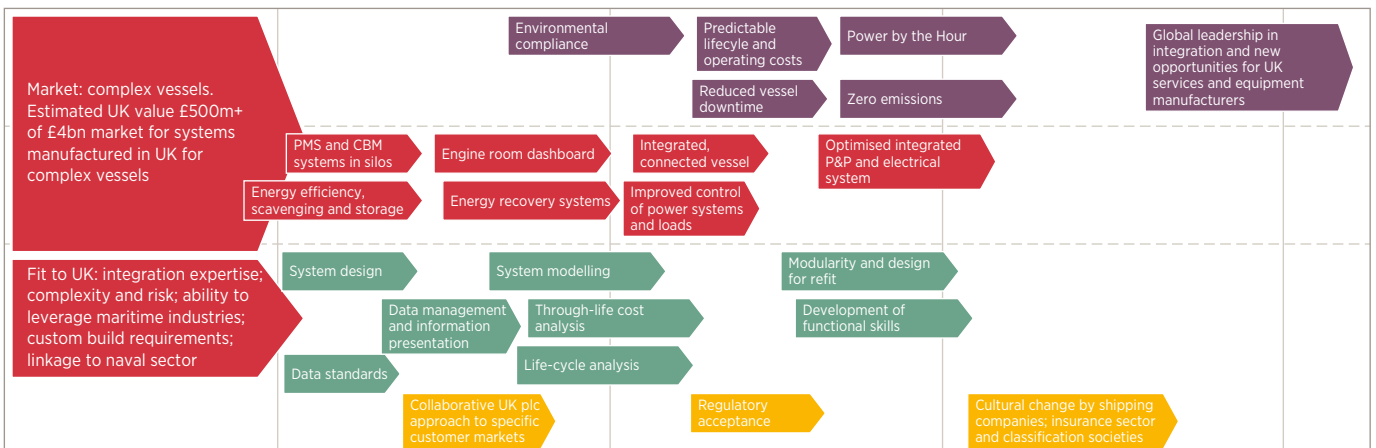 Market: complex vessels.
Estimated UK value £500m+
of £4bn market for systems
manufactured in UK for
complex vessels
Environmental
compliance
Predictable
lifecyle and
operating costs
Power by the Hour
Global leadership in
integration and new
opportunities for UK
services and equipment
manufacturers
Reduced vessel
downtime
Zero emissions
PMS and CBM
systems in silos
Engine room dashboard
Integrated,
connected vessel
Optimised integrated
P&P and electrical
system
Energy efficiency,
scavenging and storage
Energy recovery systems
Improved control
of power systems
and loads
Fit to UK: integration expertise;
complexity and risk; ability to
leverage maritime industries;
custom build requirements;
linkage to naval sector
System design
System modelling
Modularity and design
for refit
Data management
and information
presentation
Through-life cost
analysis
Development of
functional skills
Data standards
Life-cycle analysis
Collaborative UK plc
approach to specific
customer markets
Regulatory
acceptance
Cultural change by shipping
companies; insurance sector
and classification societies